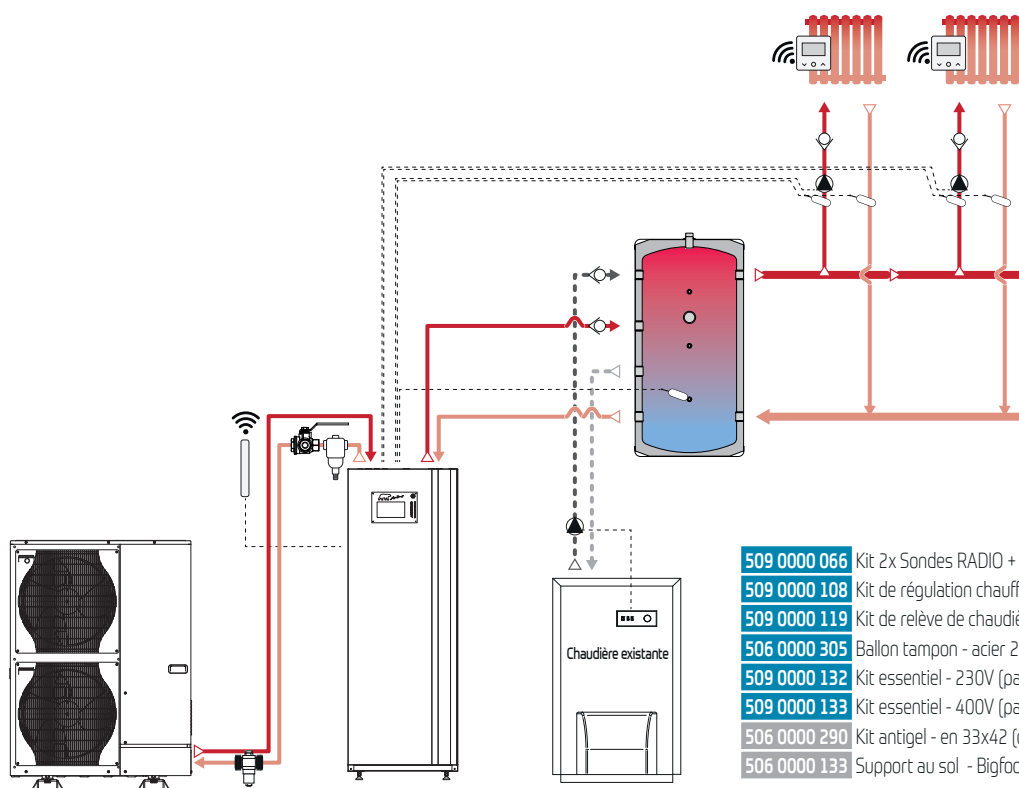 Chaudière existante
509 0000 066 Kit 2x Sondes RADIO +
509 0000 108 Kit de régulation chauff
509 0000 119 Kit de relève de chaudiè
506 0000 305 Ballon tampon - acier 2
509 0000 132 Kit essentiel - 230V (pa
509 0000 133 Kit essentiel - 400V (pa
506 0000 290 Kit antigel - en 33x42 (
506 0000 133 Support au sol - Bigfoo